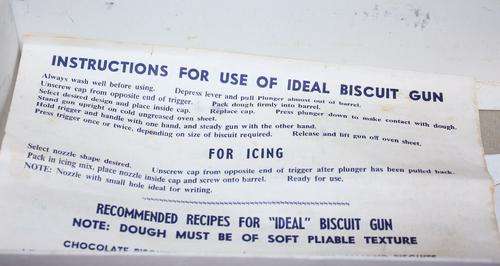 INSTRUCTIONS FOR USE OF IDEAL BISCUIT GUN
Always wash well before using. Depress lever and pull Plunger almost out of barrel.
Unscrew cap from opposite end of trigger. Pack dough firmly into barrel.
Select desired design and place inside cap. Replace cap. Press plunger down to make contact with dough.
Stand gun upright on cold ungreased oven sheet.
Hold trigger and handle with one hand, and steady gun with the other hand.
Press trigger once or twice, depending on size of biscuit required. Release and lift gun off oven sheet.
FOR ICING
Select nozzle shape desired. Unscrew cap from opposite end of trigger after plunger has been pulled back.
Pack in icing mix, place nozzle inside cap and screw onto barrel. Ready for use.
NOTE: Nozzle with small hole ideal for writing.
RECOMMENDED RECIPES FOR "IDEAL" BISCUIT GUN
NOTE: DOUGH MUST BE OF SOFT PLIABLE TEXTURE
CHOCOLATE